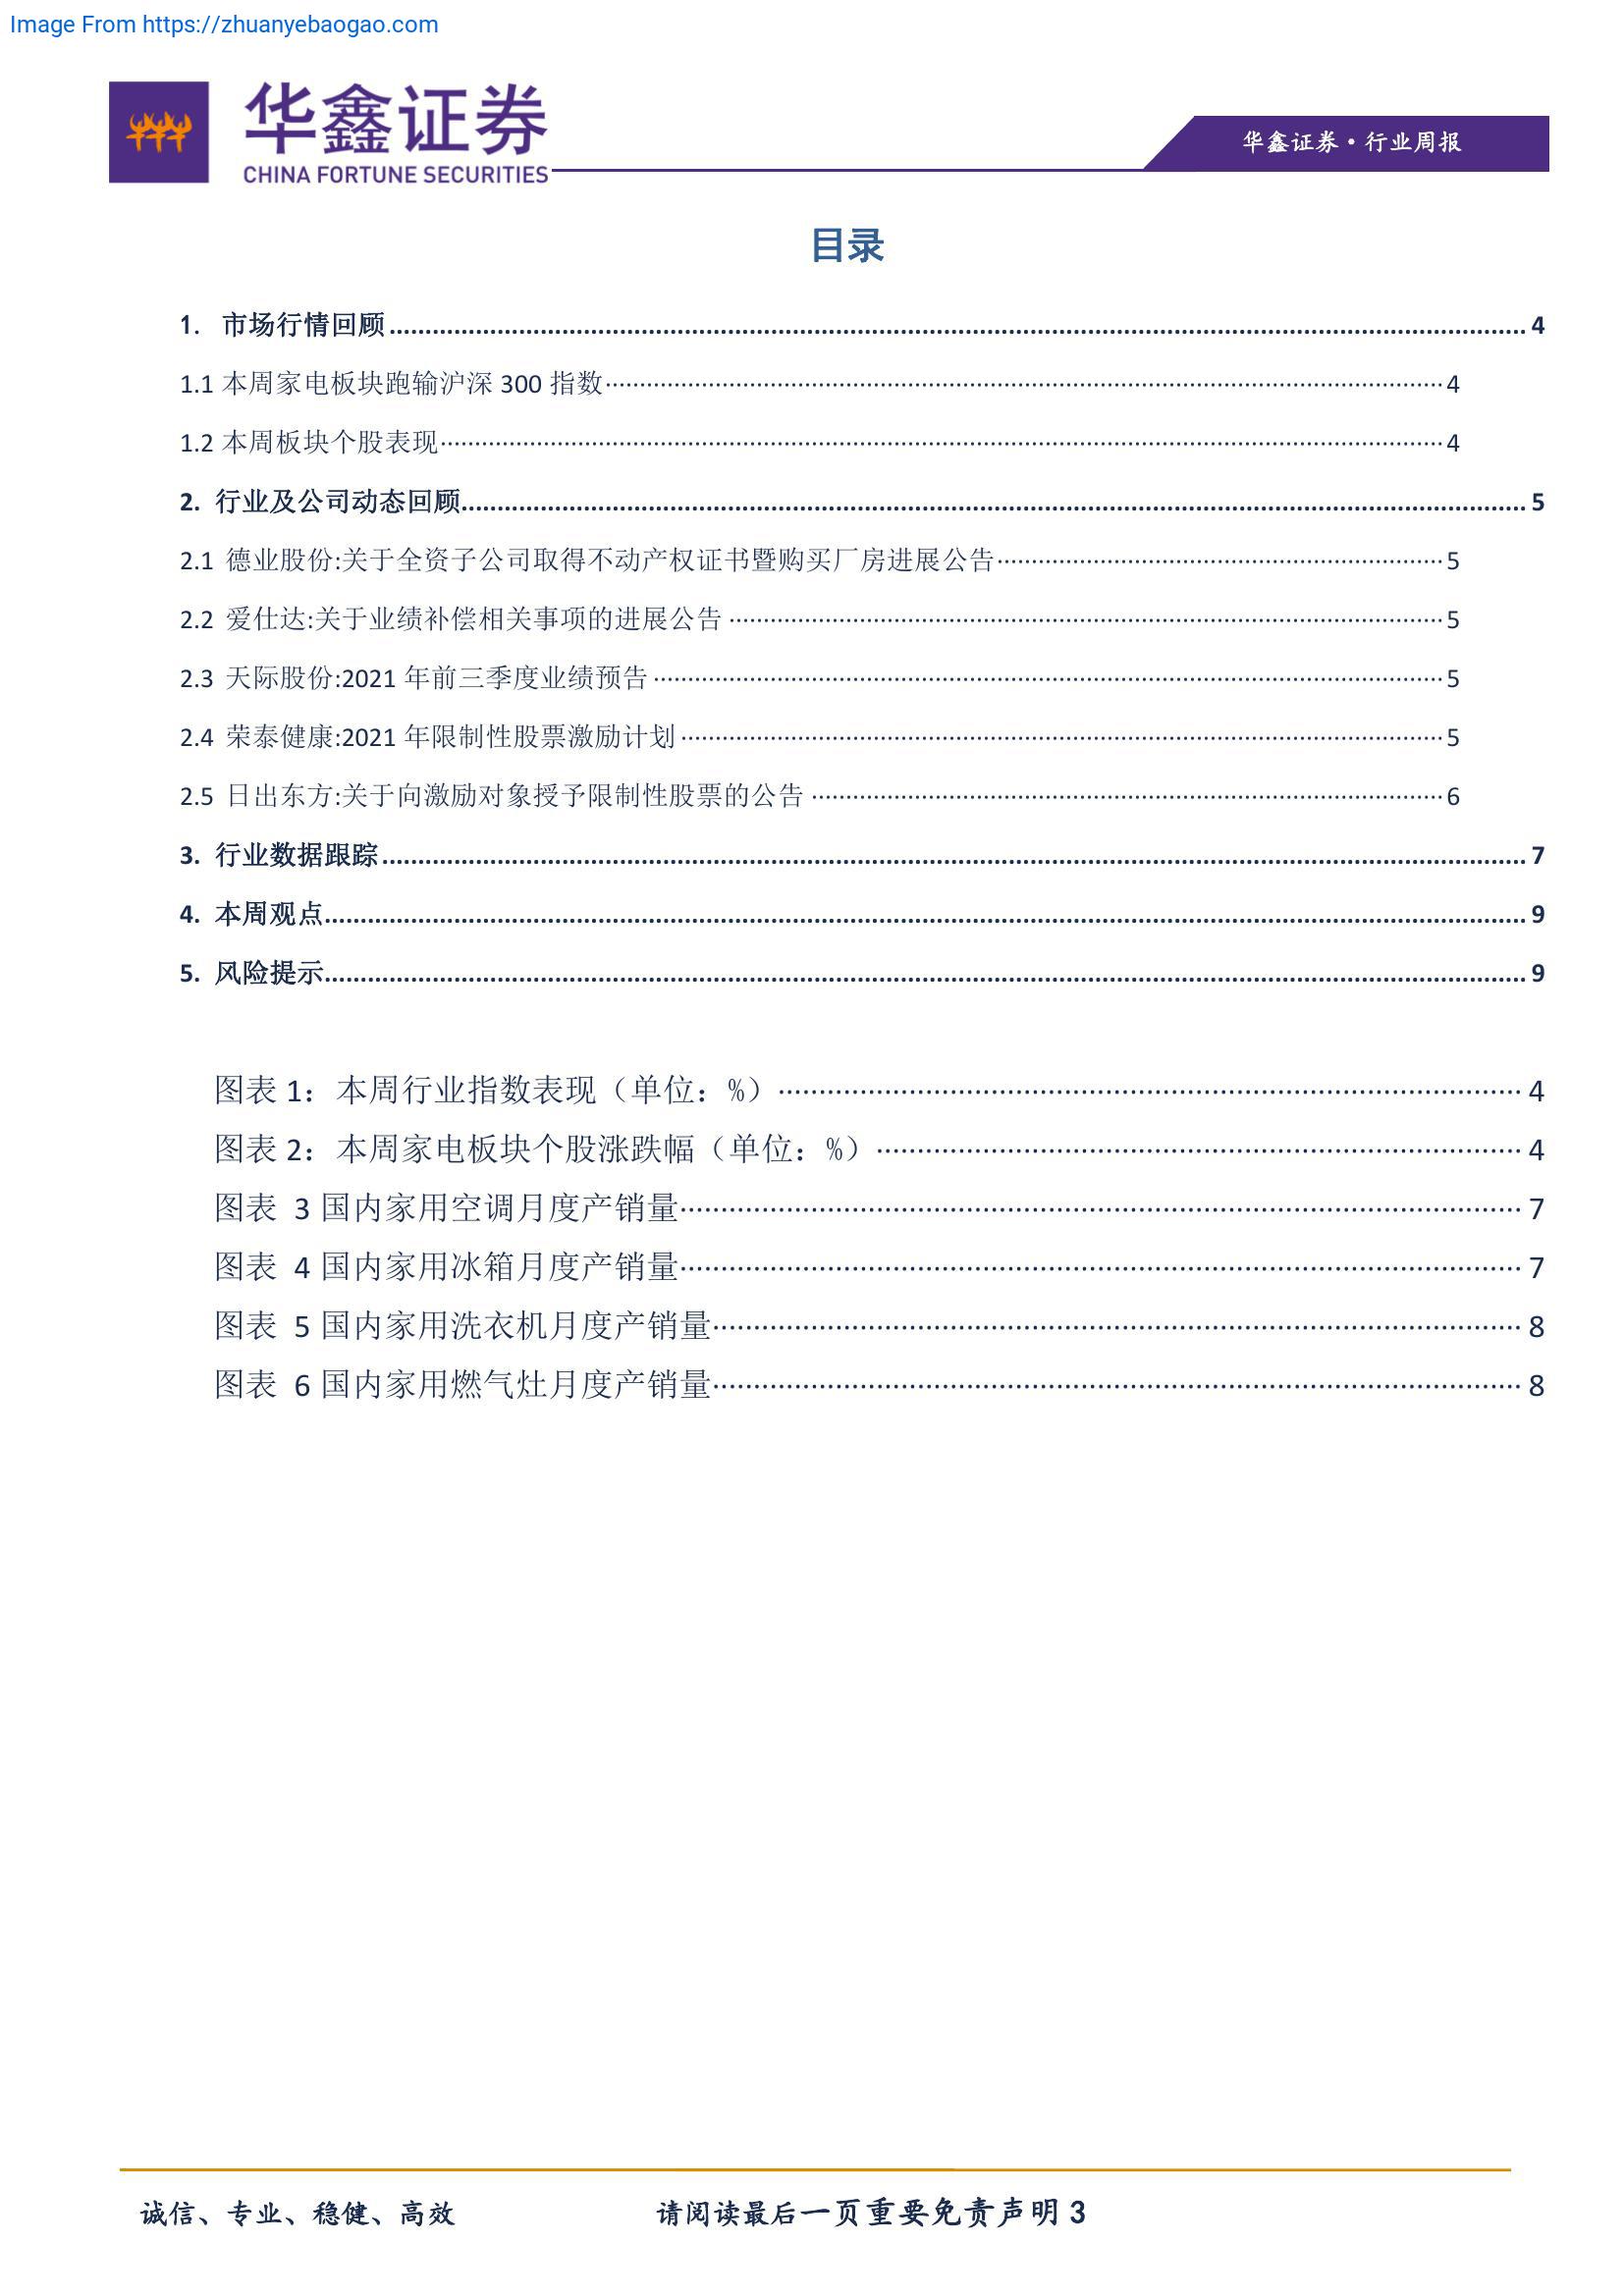 Image From https://zhuanyebaogao.com
华鑫证券
CHINA FORTUNE SECURITIES
华鑫证券·行业周报
目录
1. 市场行情回顾 4
1.1 本周家电板块跑输沪深 300 指数 4
1.2 本周板块个股表现 4
2. 行业及公司动态回顾 5
2.1 德业股份:关于全资子公司取得不动产权证书暨购买厂房进展公告 5
2.2 爱仕达:关于业绩补偿相关事项的进展公告 5
2.3 天际股份:2021 年前三季度业绩预告 5
2.4 荣泰健康:2021 年限制性股票激励计划 5
2.5 日出东方:关于向激励对象授予限制性股票的公告 6
3. 行业数据跟踪 7
4. 本周观点 9
5. 风险提示 9
图表 1：本周行业指数表现（单位：%） 4
图表 2：本周家电板块个股涨跌幅（单位：%） 4
图表 3 国内家用空调月度产销量 7
图表 4 国内家用冰箱月度产销量 7
图表 5 国内家用洗衣机月度产销量 8
图表 6 国内家用燃气灶月度产销量 8
诚信、专业、稳健、高效 请阅读最后一页重要免责声明 3